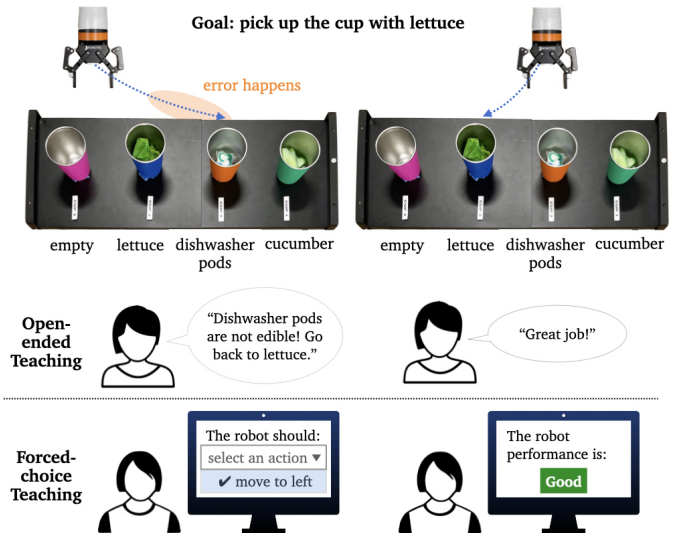 Goal: pick up the cup with lettuce
error happens
empty lettuce dishwasher pods cucumber
empty lettuce dishwasher pods cucumber
Open-
ended
Teaching
“Dishwasher pods
are not edible! Go
back to lettuce.”
“Great job!”
Forced-
choice
Teaching
The robot should:
select an action ▼
✔ move to left
The robot
performance is:
Good